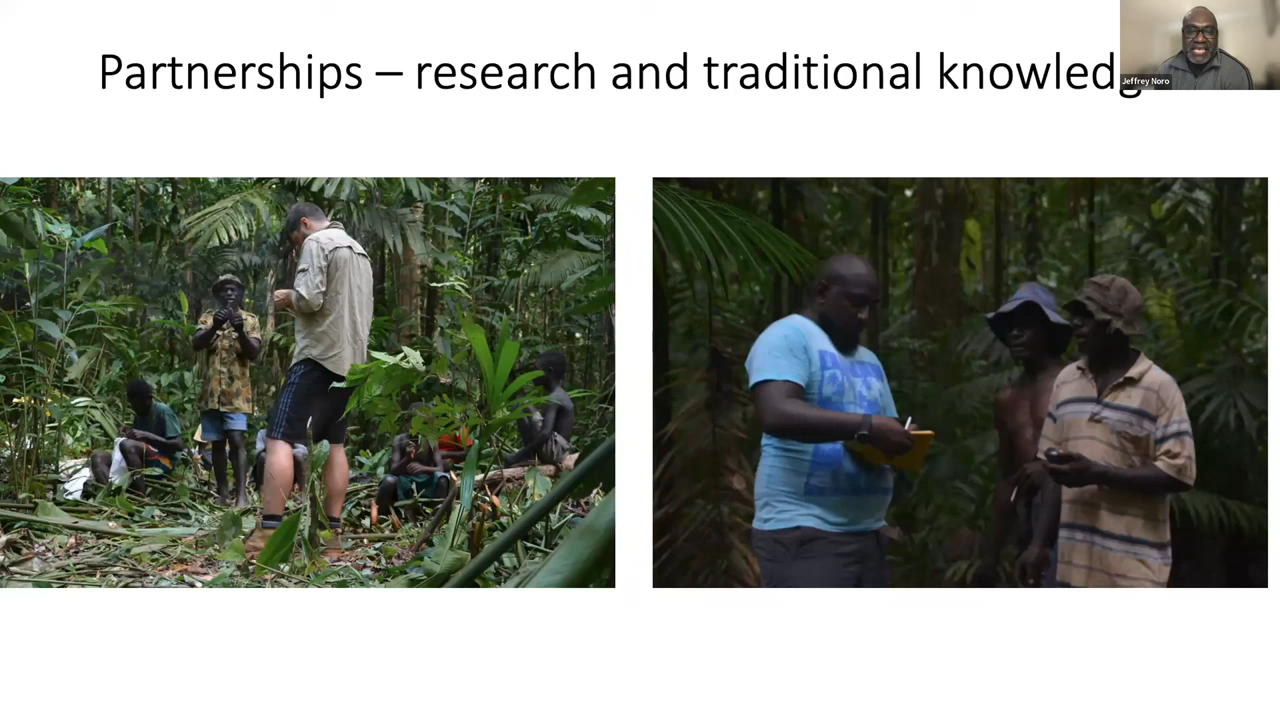 Partnerships – research and traditional knowledg
Jeffrey Noro